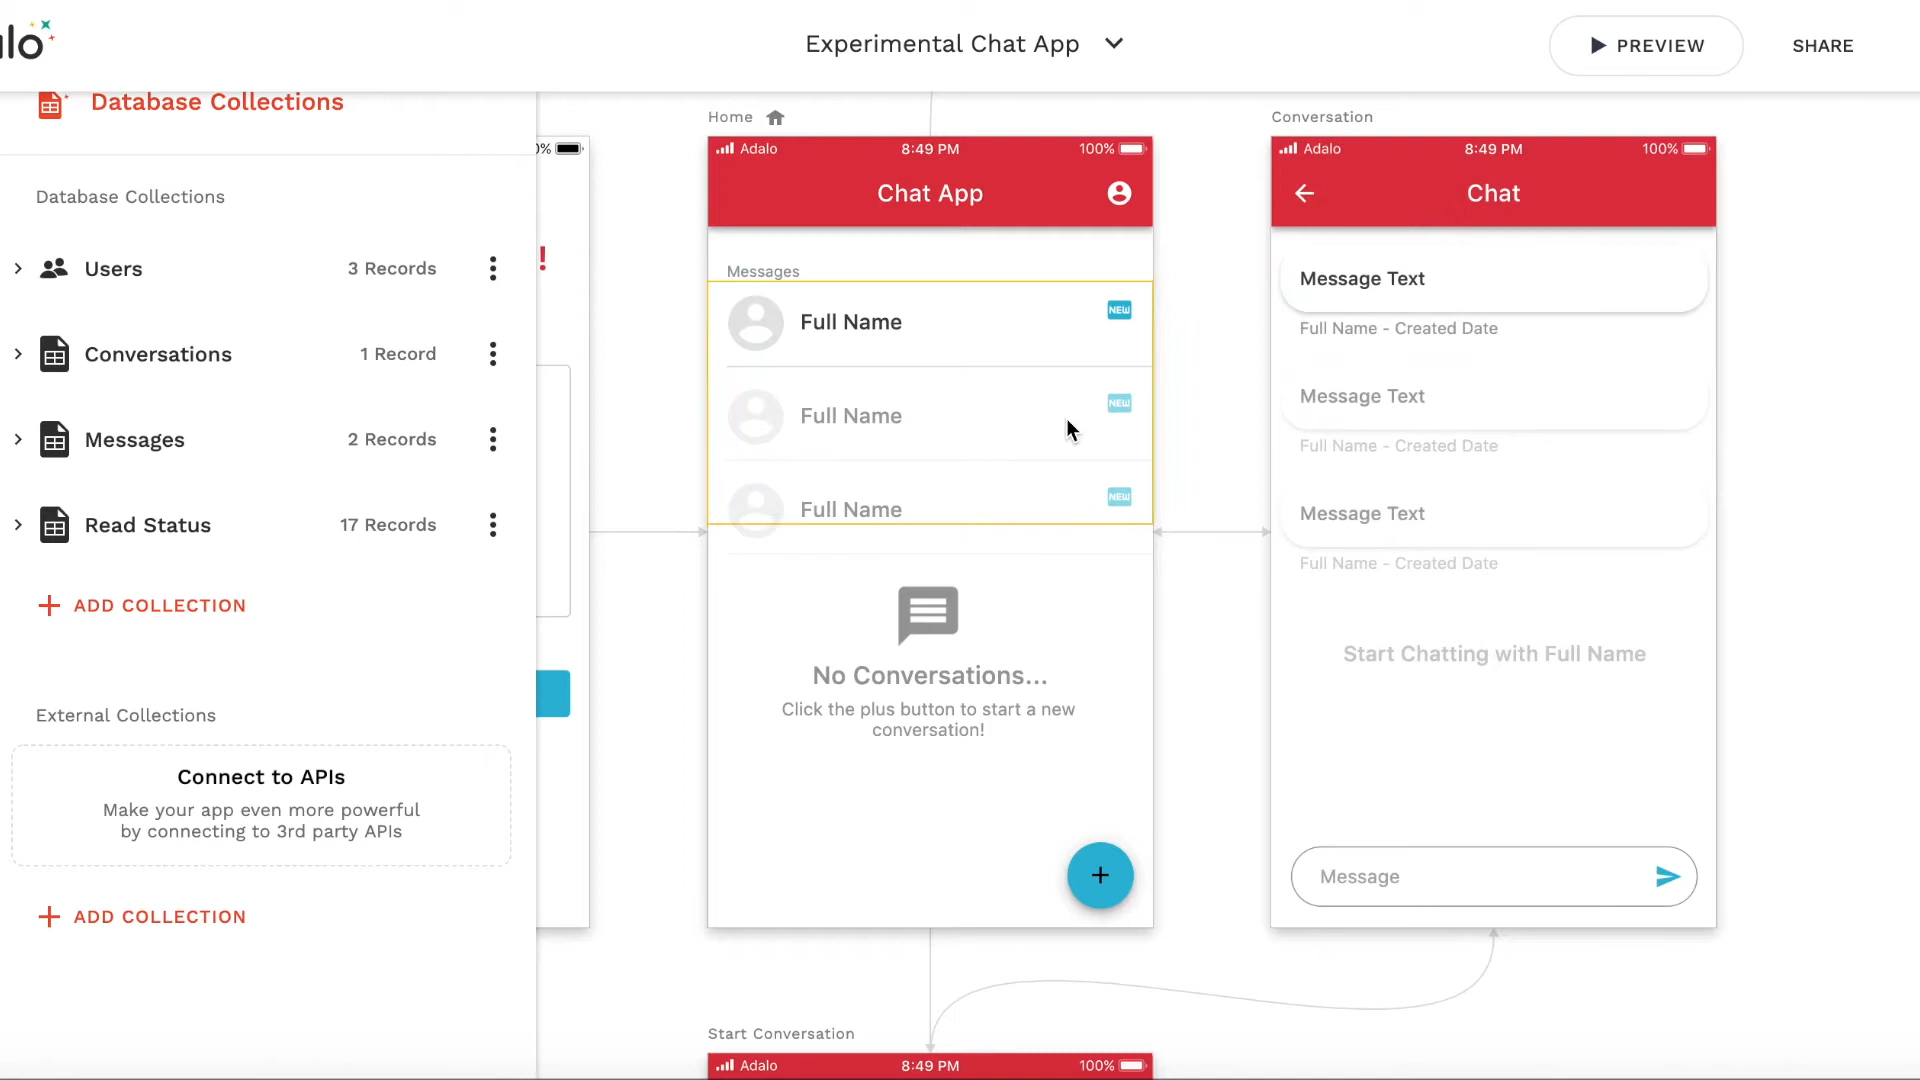 lo
Experimental Chat App
PREVIEW
SHARE
Database Collections
Database Collections
Users
3 Records
Conversations
1 Record
Messages
2 Records
Read Status
17 Records
ADD COLLECTION
External Collections
Connect to APIs
Make your app even more powerful
by connecting to 3rd party APIs
ADD COLLECTION
0%
!
Home
Adalo
8:49 PM
100%
Chat App
Messages
Full Name
NEW
Full Name
NEW
Full Name
NEW
No Conversations...
Click the plus button to start a new
conversation!
+
Conversation
Adalo
8:49 PM
100%
Chat
Message Text
Full Name - Created Date
Message Text
Full Name - Created Date
Message Text
Full Name - Created Date
Start Chatting with Full Name
Message
Start Conversation
Adalo
8:49 PM
100%